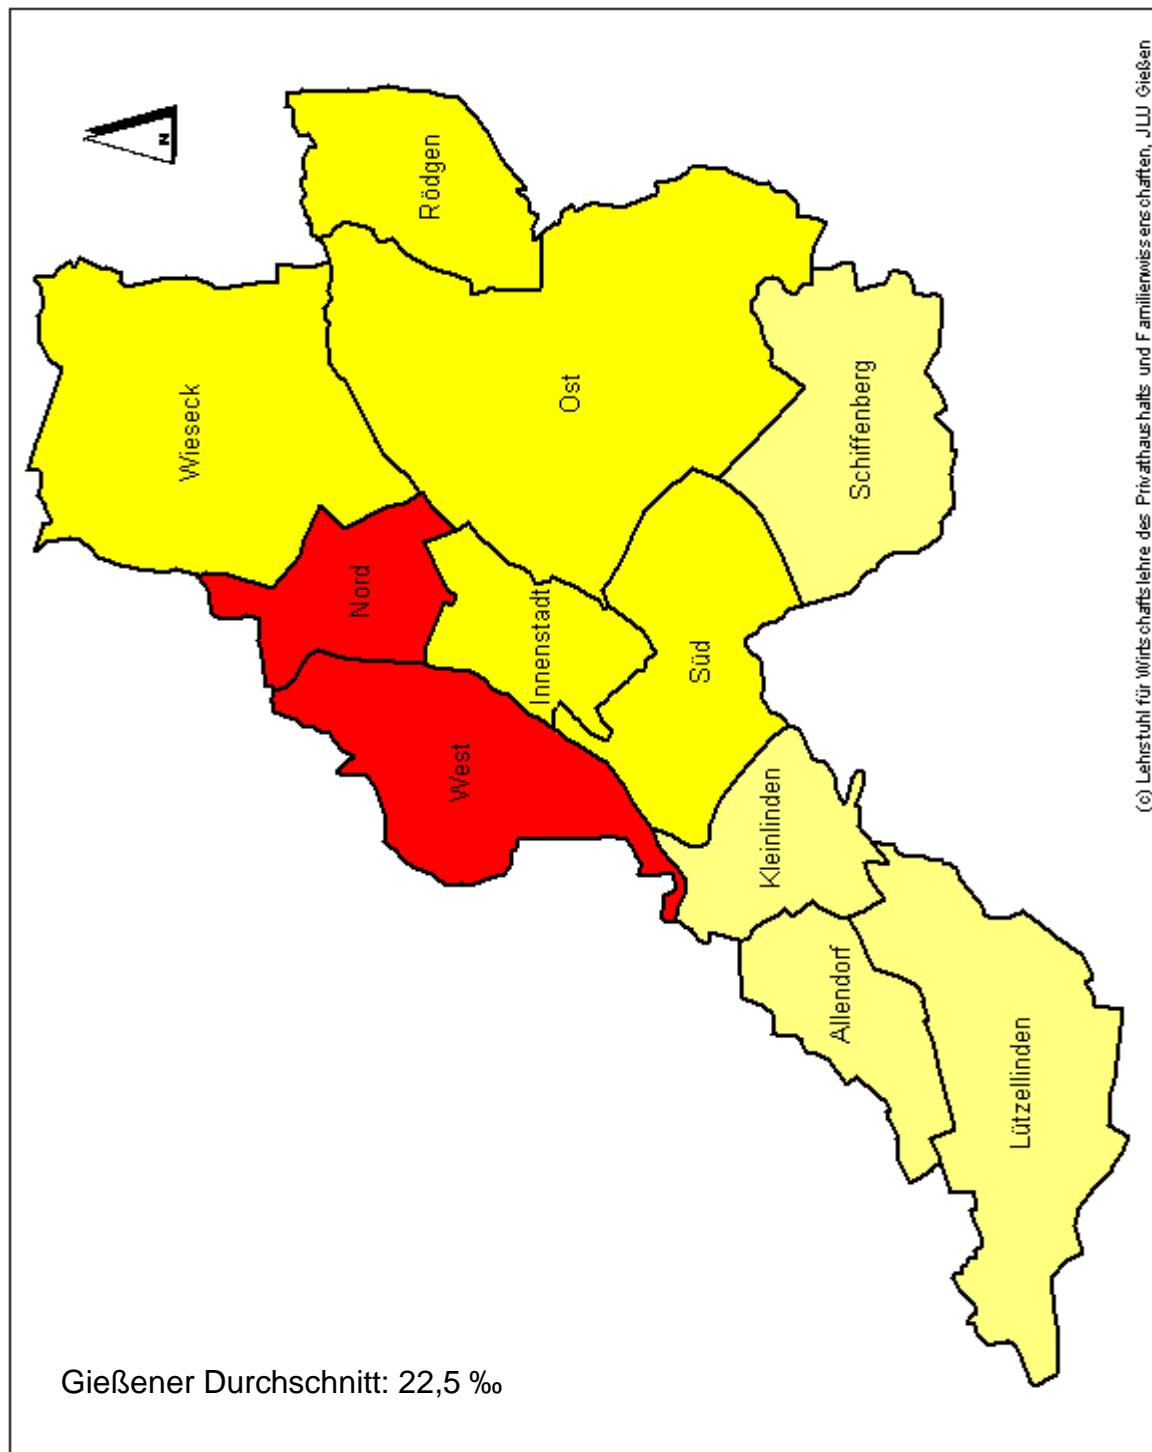 N
Rödgen
Wieseck
Ost
Nord
Schiffenberg
Innenstadt
Süd
West
Kleinlinden
Allendorf
Lützellinden
Gießener Durchschnitt: 22,5 ‰
(c) Lehrstuhl für Wirtschaftslehre des Privathaushalts und Familienwissenschaften, JLU Gießen